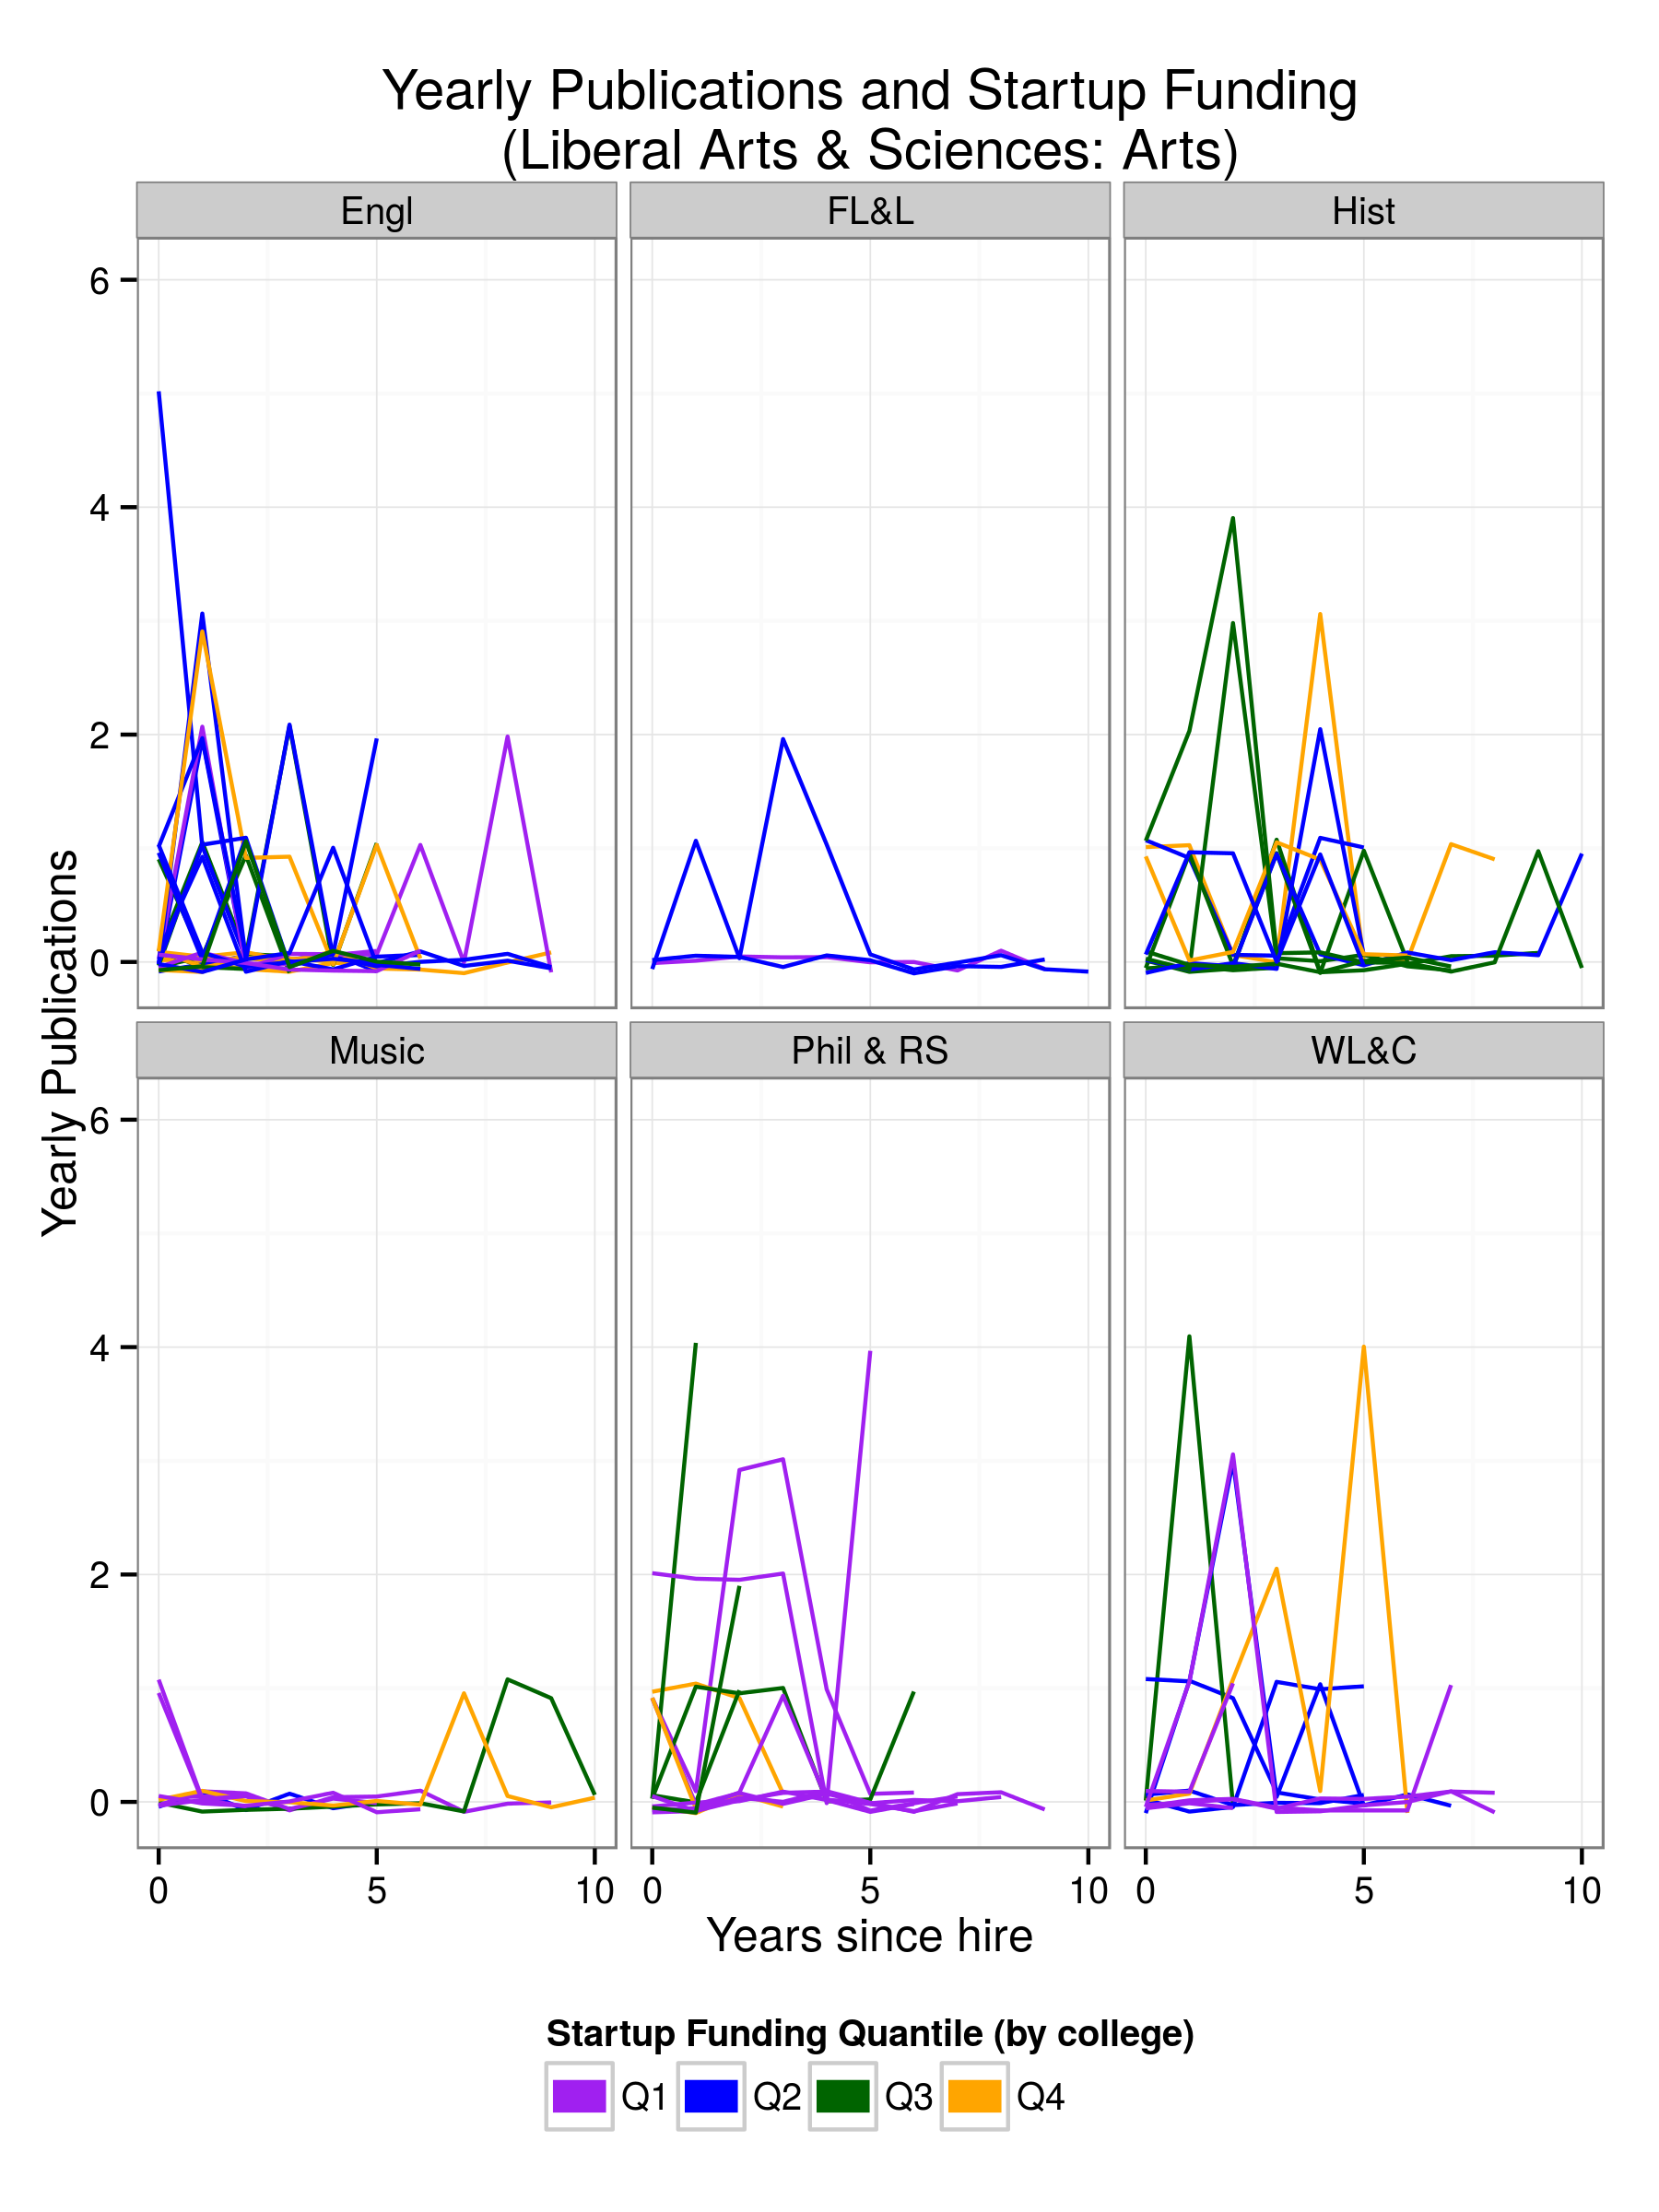 Yearly Publications and Startup Funding
(Liberal Arts & Sciences: Arts)
Engl FL&L Hist
6
4
2
0
Yearly Publications
Music Phil & RS WL&C
6
4
2
0
0 5 10 0 5 10 0 5 10
Years since hire
Startup Funding Quantile (by college)
Q1 Q2 Q3 Q4